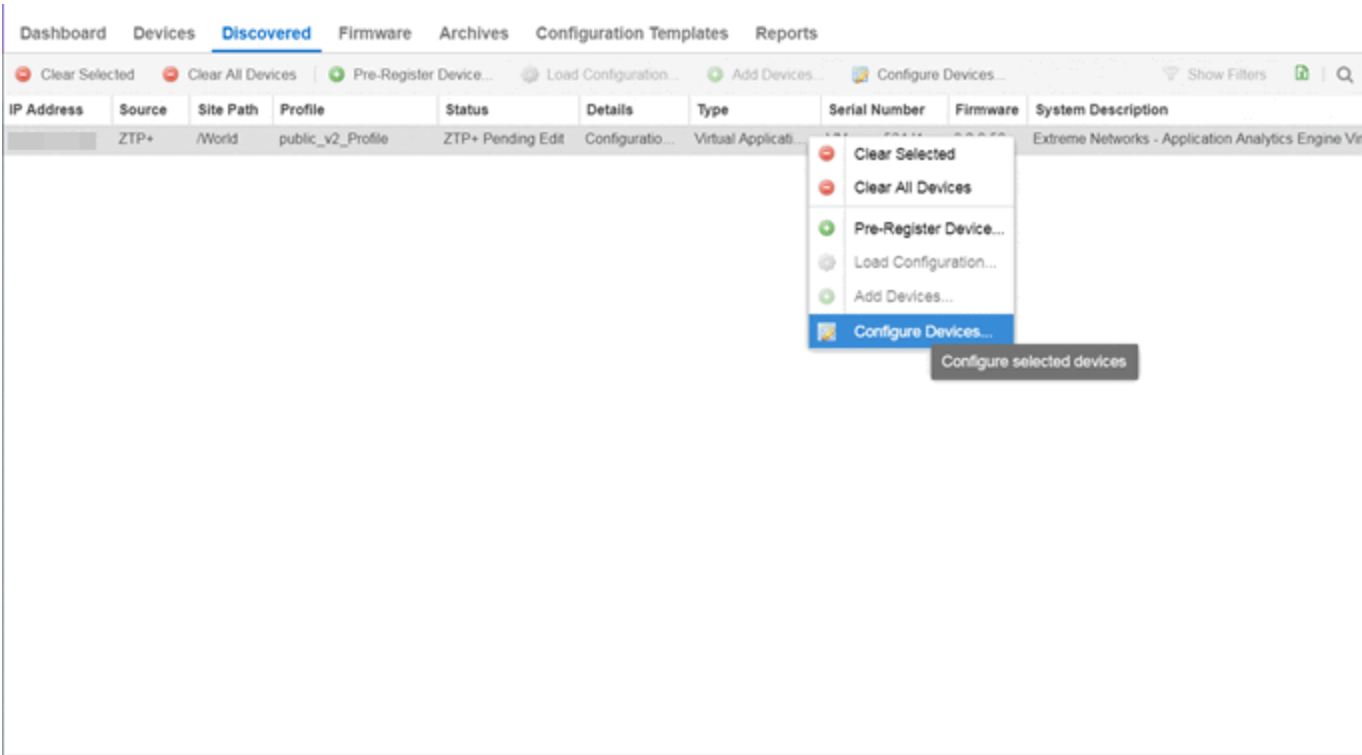 Dashboard Devices Discovered Firmware Archives Configuration Templates Reports
Clear Selected Clear All Devices Pre-Register Device... Load Configuration... Add Devices... Configure Devices... Show Filters
IP Address Source Site Path Profile Status Details Type Serial Number Firmware System Description
ZTP+ /World public_v2_Profile ZTP+ Pending Edit Configuratio... Virtual Applicati... Extreme Networks - Application Analytics Engine Vir
Clear Selected
Clear All Devices
Pre-Register Device...
Load Configuration...
Add Devices...
Configure Devices...
Configure selected devices